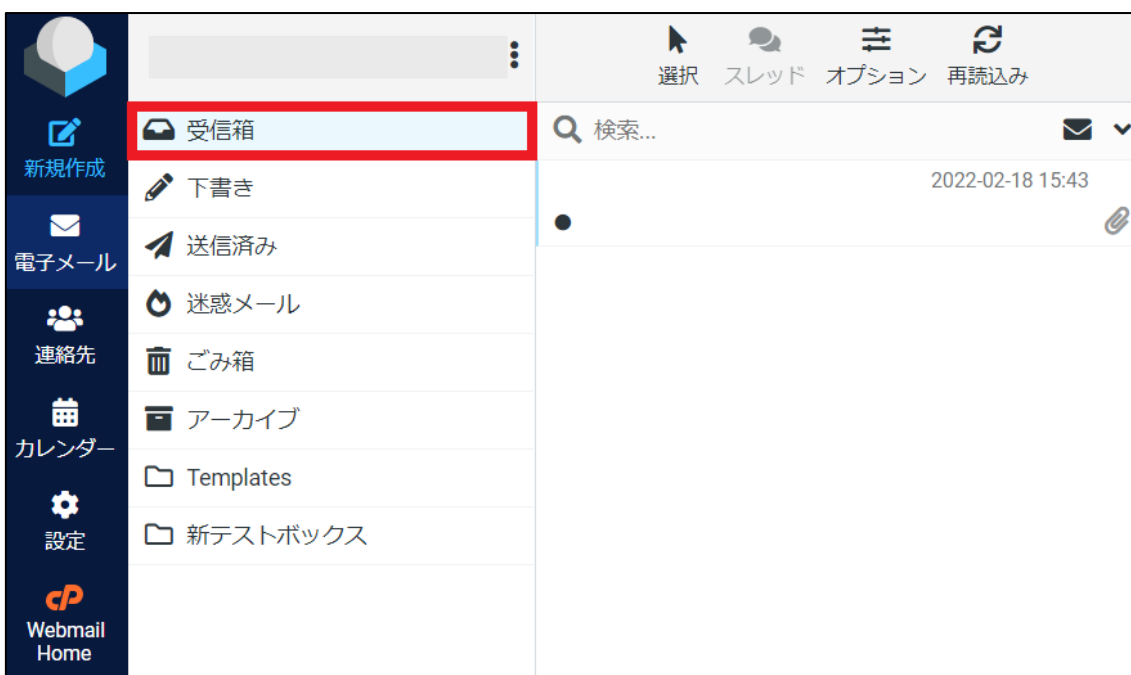 新規作成
電子メール
連絡先
カレンダー
設定
cP
Webmail
Home
受信箱
下書き
送信済み
迷惑メール
ごみ箱
アーカイブ
Templates
新テストボックス
選択 スレッド オプション 再読込み
検索...
2022-02-18 15:43